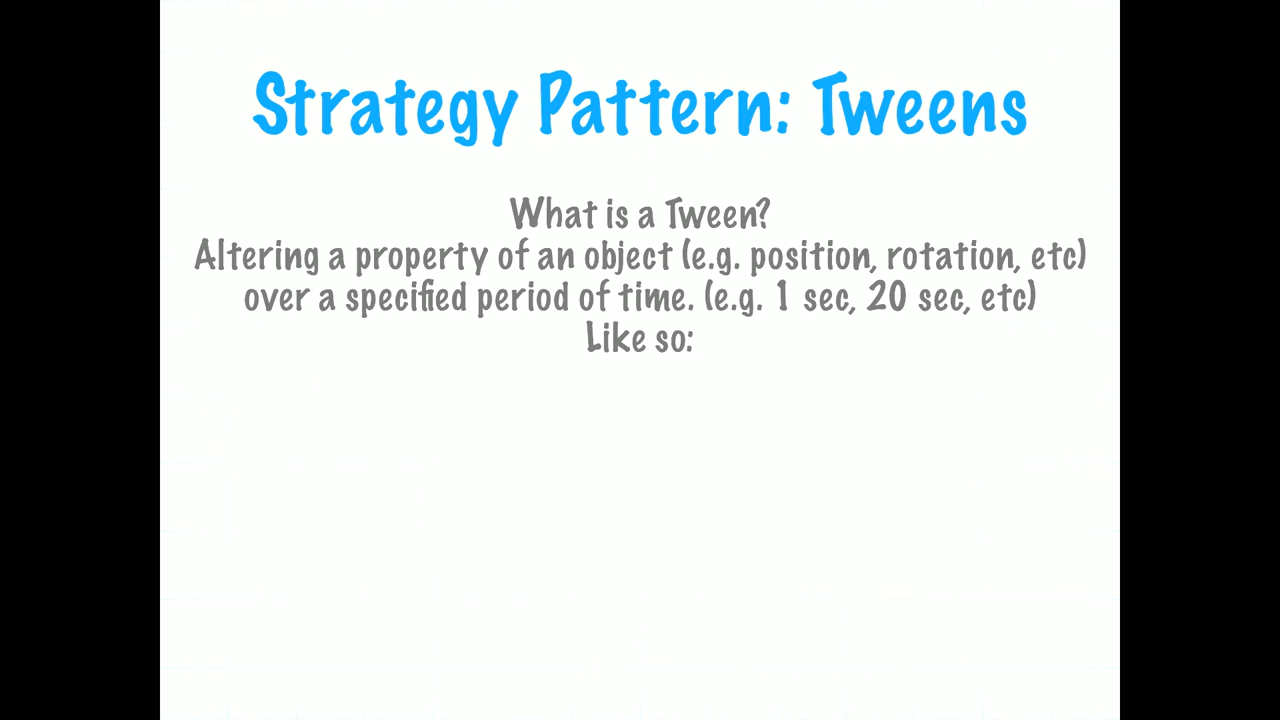 Strategy Pattern: Tweens
What is a Tween?
Altering a property of an object (e.g. position, rotation, etc)
over a specified period of time. (e.g. 1 sec, 20 sec, etc)
Like so: